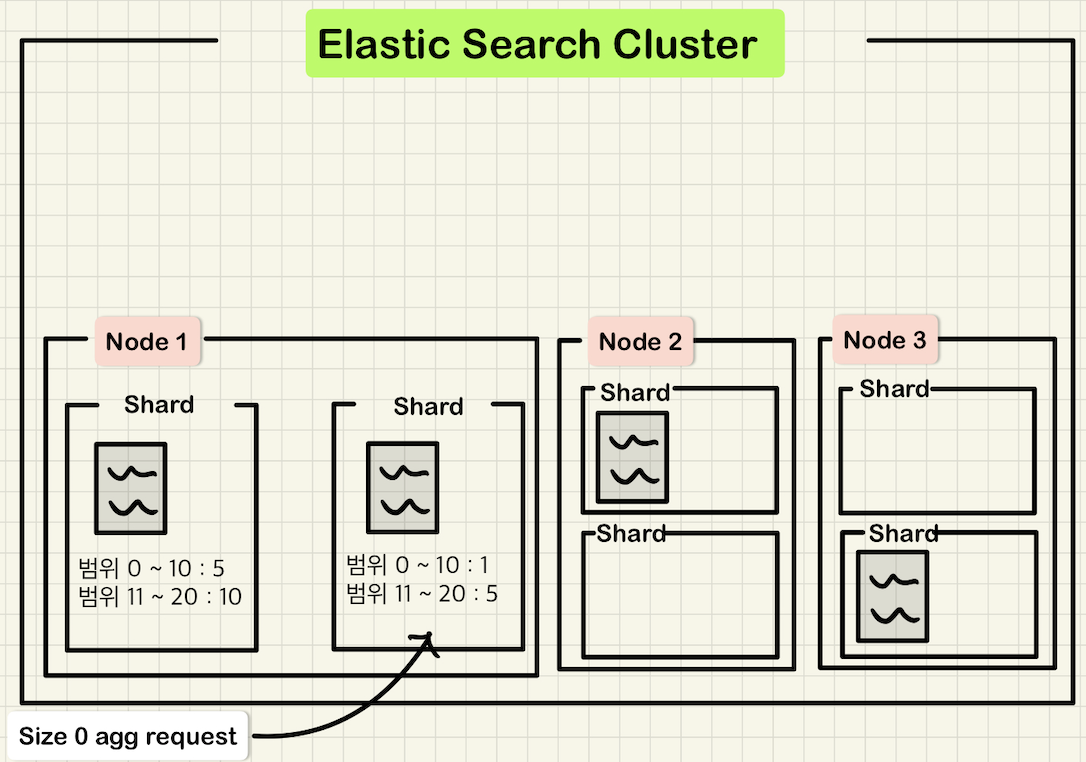 Elastic Search Cluster
Node 1
Shard
범위 0 ~ 10 : 5
범위 11 ~ 20 : 10
Shard
범위 0 ~ 10 : 1
범위 11 ~ 20 : 5
Node 2
Shard
Shard
Node 3
Shard
Shard
Size 0 agg request